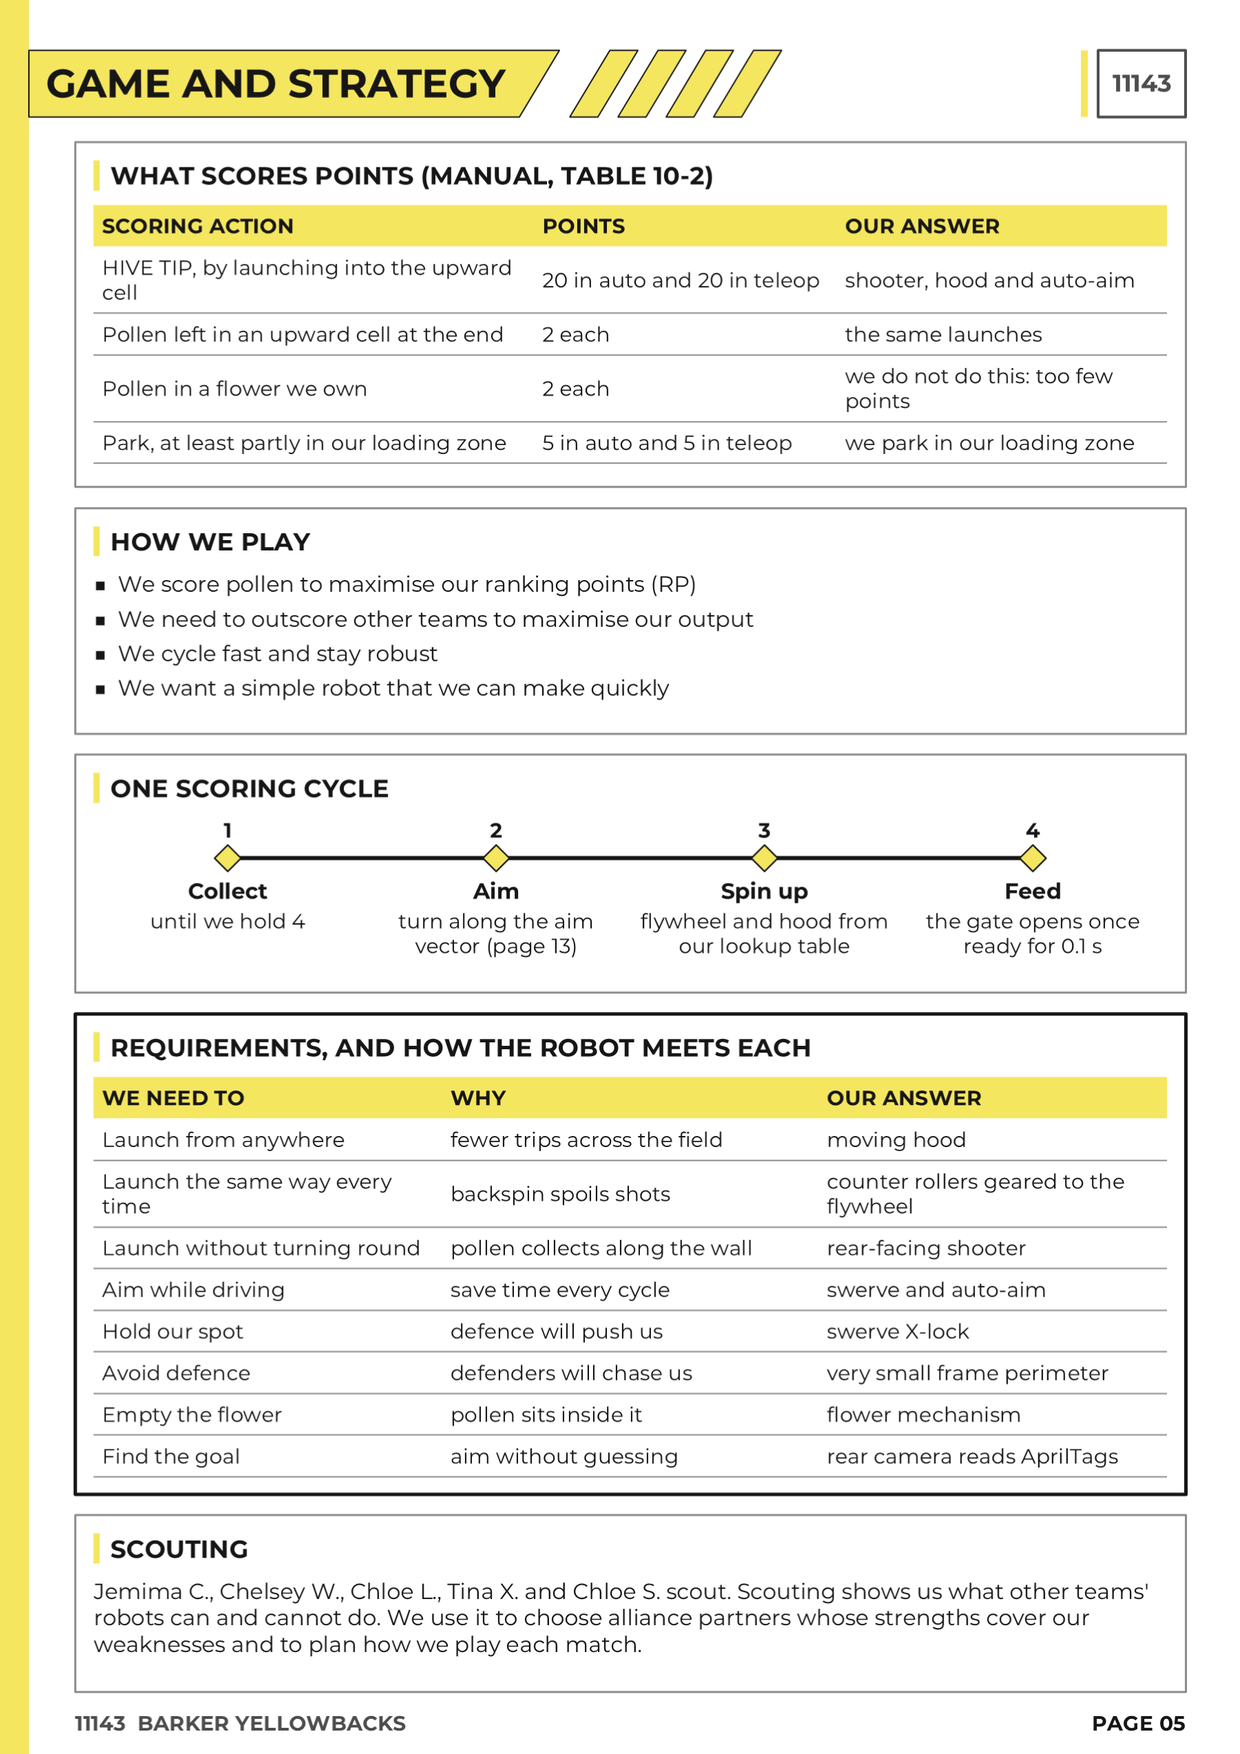 GAME AND STRATEGY
11143
WHAT SCORES POINTS (MANUAL, TABLE 10-2)
SCORING ACTION POINTS OUR ANSWER
HIVE TIP, by launching into the upward cell 20 in auto and 20 in teleop shooter, hood and auto-aim
Pollen left in an upward cell at the end 2 each the same launches
Pollen in a flower we own 2 each we do not do this: too few points
Park, at least partly in our loading zone 5 in auto and 5 in teleop we park in our loading zone
HOW WE PLAY
▪ We score pollen to maximise our ranking points (RP)
▪ We need to outscore other teams to maximise our output
▪ We cycle fast and stay robust
▪ We want a simple robot that we can make quickly
ONE SCORING CYCLE
1
Collect
until we hold 4
2
Aim
turn along the aim
vector (page 13)
3
Spin up
flywheel and hood from
our lookup table
4
Feed
the gate opens once
ready for 0.1 s
REQUIREMENTS, AND HOW THE ROBOT MEETS EACH
WE NEED TO WHY OUR ANSWER
Launch from anywhere fewer trips across the field moving hood
Launch the same way every time backspin spoils shots counter rollers geared to the flywheel
Launch without turning round pollen collects along the wall rear-facing shooter
Aim while driving save time every cycle swerve and auto-aim
Hold our spot defence will push us swerve X-lock
Avoid defence defenders will chase us very small frame perimeter
Empty the flower pollen sits inside it flower mechanism
Find the goal aim without guessing rear camera reads AprilTags
SCOUTING
Jemima C., Chelsey W., Chloe L., Tina X. and Chloe S. scout. Scouting shows us what other teams'
robots can and cannot do. We use it to choose alliance partners whose strengths cover our
weaknesses and to plan how we play each match.
11143 BARKER YELLOWBACKS
PAGE 05